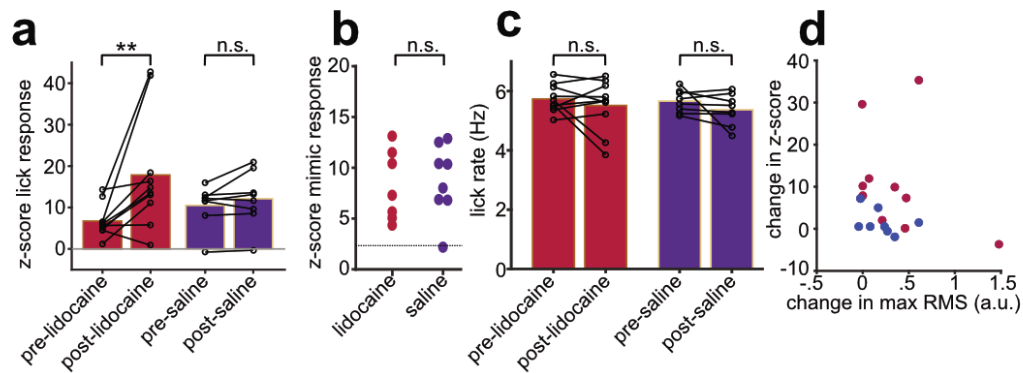 a
**
n.s.
z-score lick response
40
30
20
10
0
pre-lidocaine
post-lidocaine
pre-saline
post-saline
b
n.s.
z-score mimic response
20
15
10
5
0
lidocaine
saline
c
n.s.
n.s.
lick rate (Hz)
6
4
2
0
pre-lidocaine
post-lidocaine
pre-saline
post-saline
d
change in z-score
40
30
20
10
0
-10
-.5
0
.5
1
1.5
change in max RMS (a.u.)